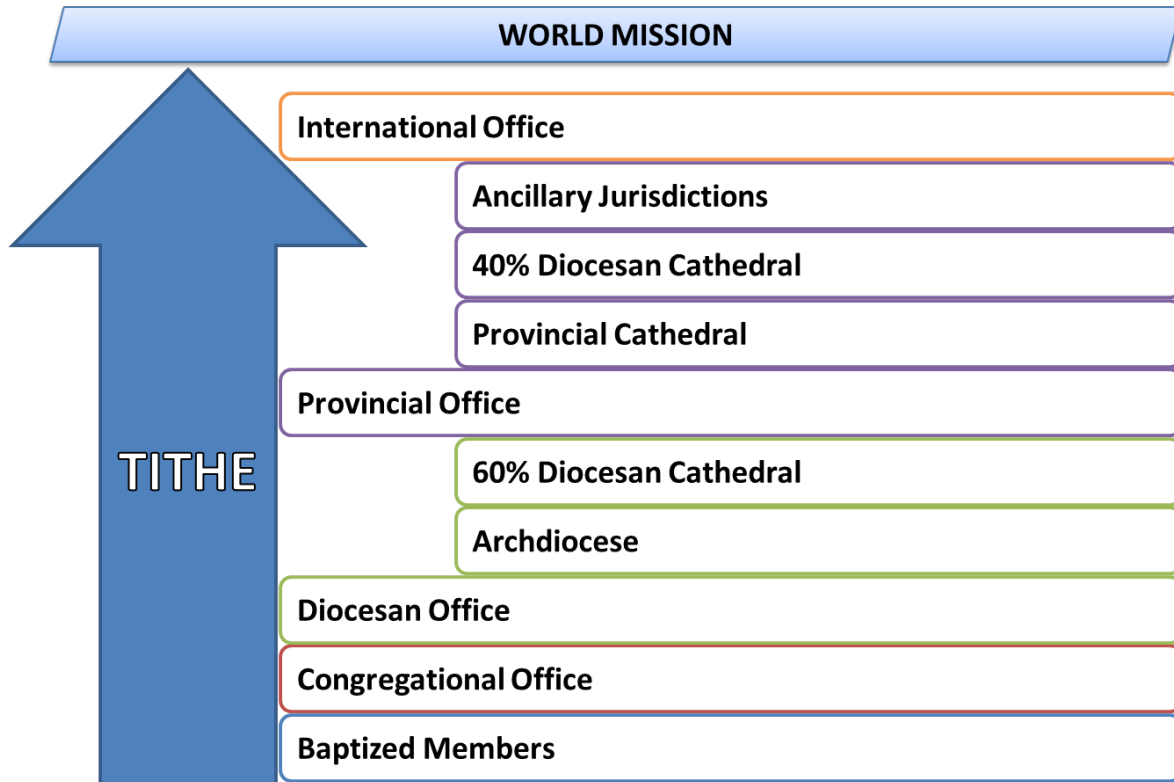 WORLD MISSION
International Office
Ancillary Jurisdictions
40% Diocesan Cathedral
Provincial Cathedral
Provincial Office
TITHE
60% Diocesan Cathedral
Archdiocese
Diocesan Office
Congregational Office
Baptized Members